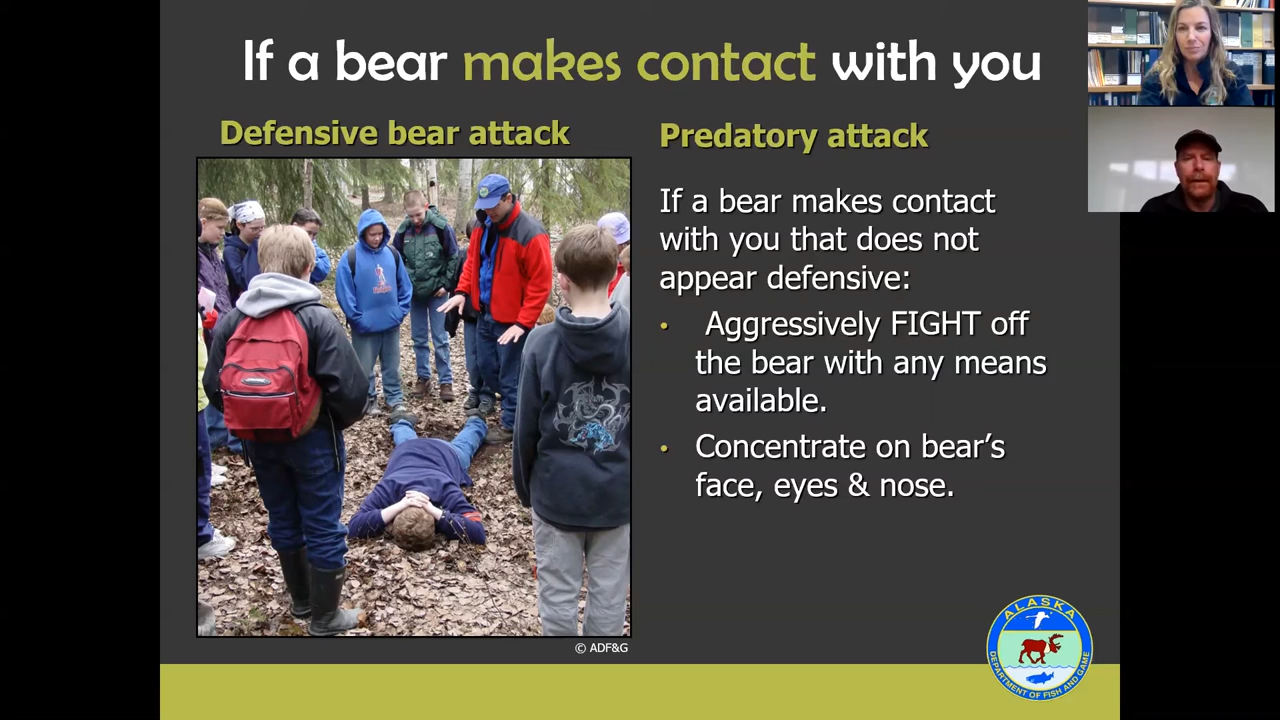 If a bear makes contact with you
Defensive bear attack
Predatory attack
If a bear makes contact
with you that does not
appear defensive:
• Aggressively FIGHT off
the bear with any means
available.
• Concentrate on bear’s
face, eyes & nose.
© ADF&G
ALASKA
DEPARTMENT OF FISH AND GAME